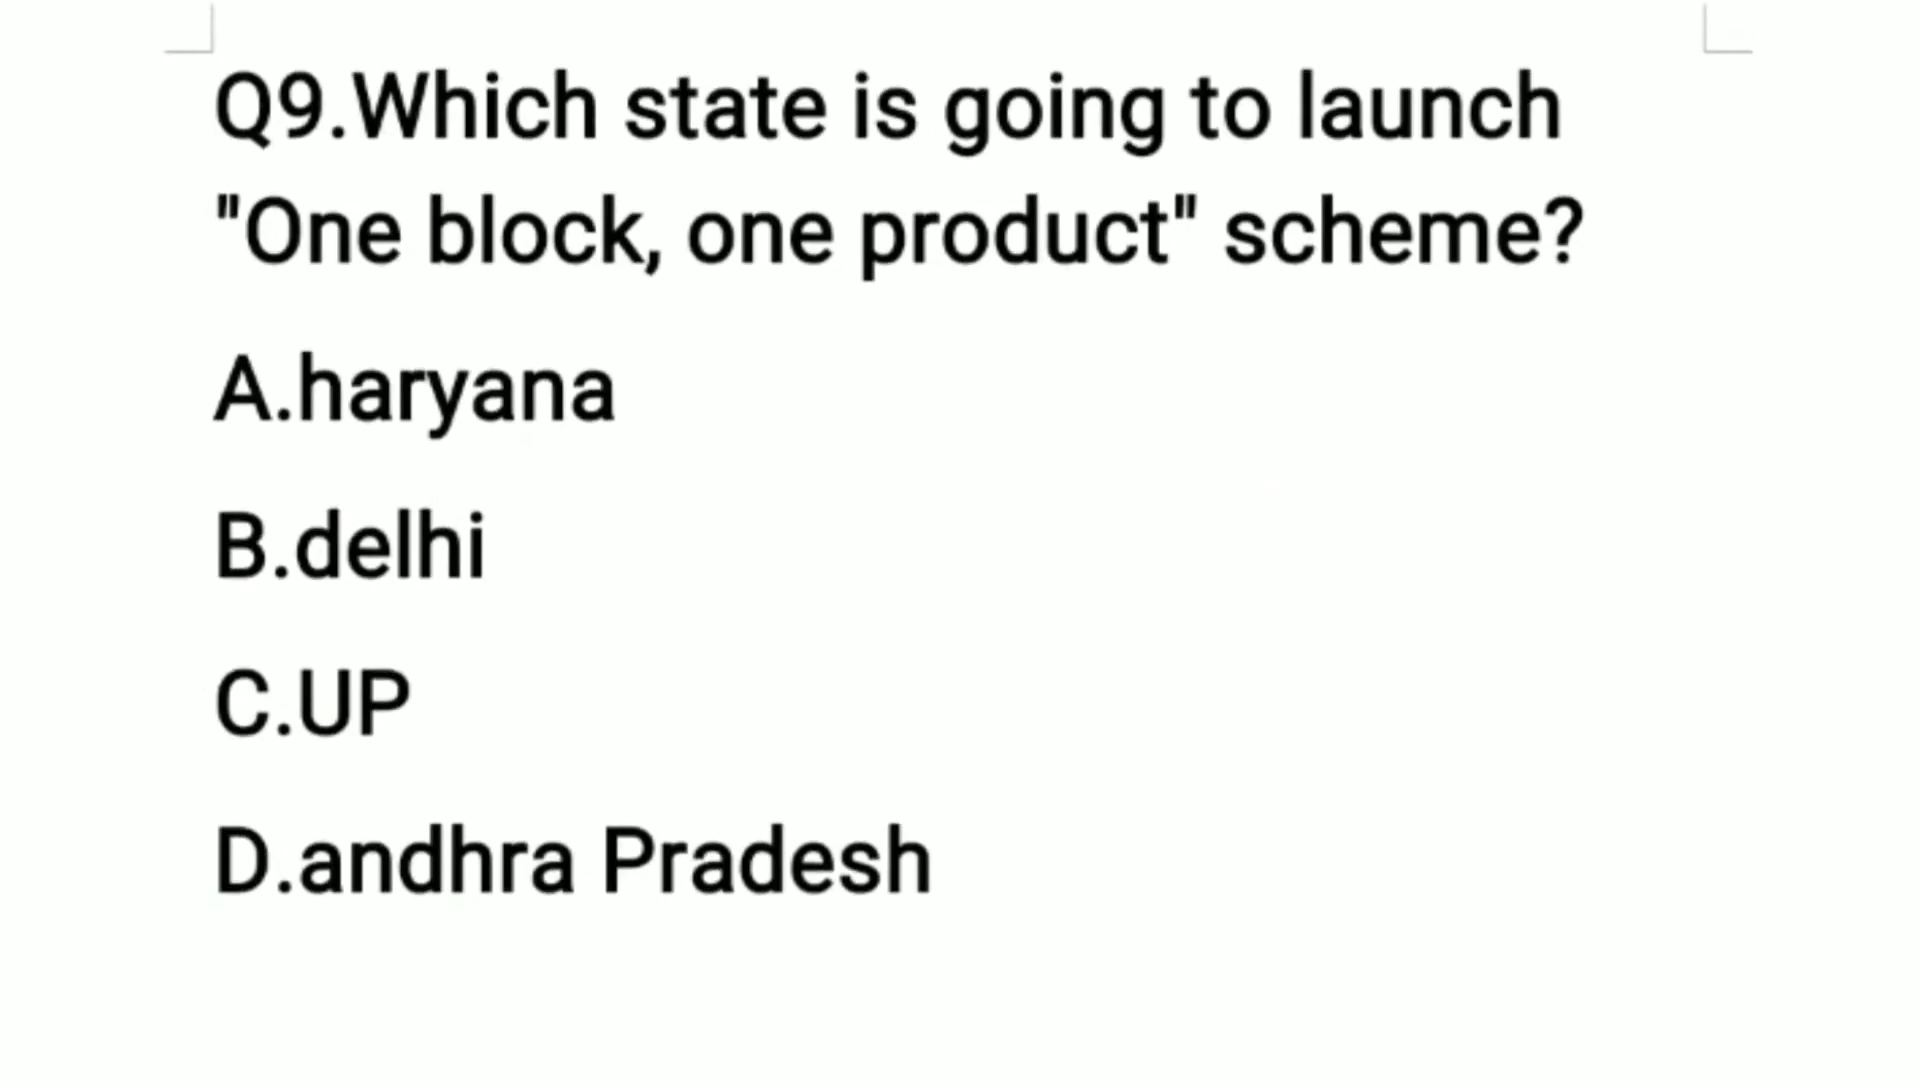 Q9.Which state is going to launch
"One block, one product" scheme?
A.haryana
B.delhi
C.UP
D.andhra Pradesh